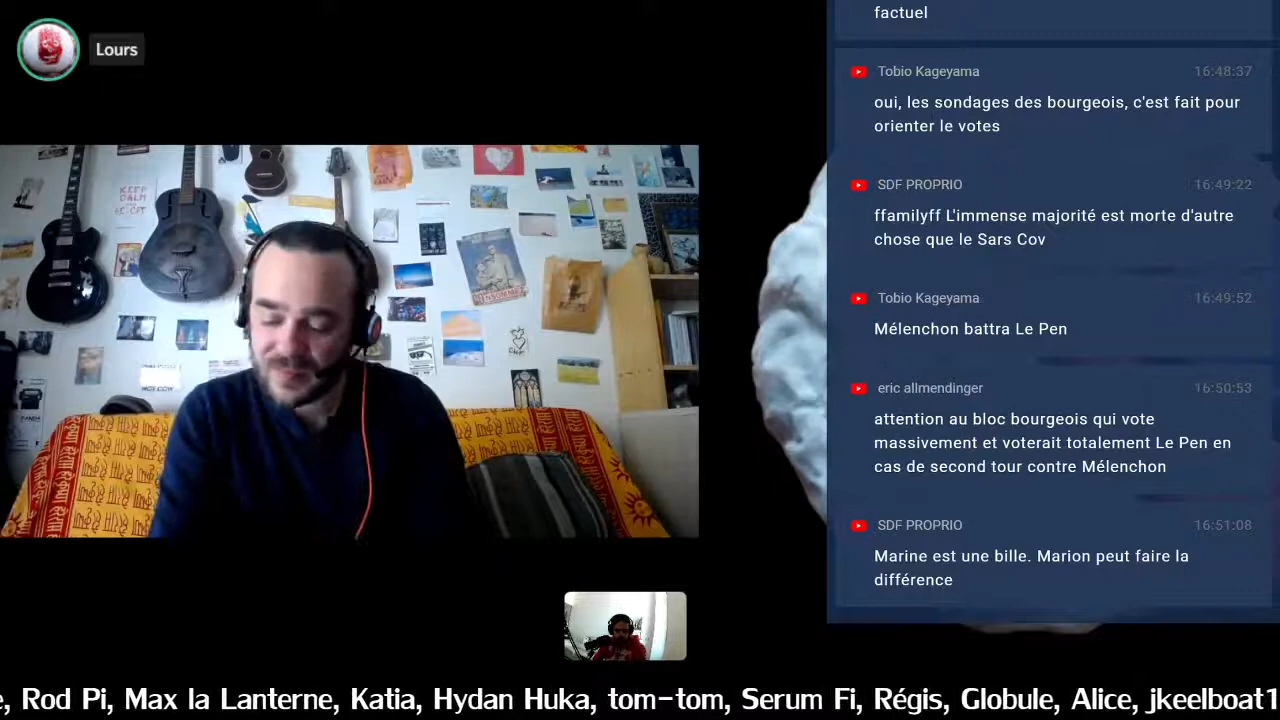 Lours
factuel
Tobio Kageyama 16:48:37
oui, les sondages des bourgeois, c'est fait pour
orienter le votes
SDF PROPRIO 16:49:22
ffamilyff L'immense majorité est morte d'autre
chose que le Sars Cov
Tobio Kageyama 16:49:52
Mélenchon battra Le Pen
eric allmendinger 16:50:53
attention au bloc bourgeois qui vote
massivement et voterait totalement Le Pen en
cas de second tour contre Mélenchon
SDF PROPRIO 16:51:08
Marine est une bille. Marion peut faire la
différence
KEEP
CALM
, Rod Pi, Max la Lanterne, Katia, Hydan Huka, tom-tom, Serum Fi, Régis, Globule, Alice, jkeelboat1